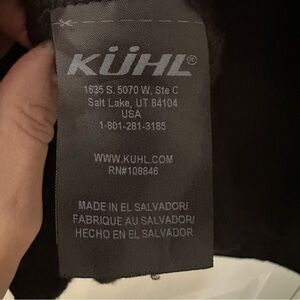 KÜHL®
1635 S. 5070 W, Ste C
Salt Lake, UT 84104
USA
1-801-281-3185
WWW.KUHL.COM
RN#108846
MADE IN EL SALVADOR/
FABRIQUE AU SALVADOR/
HECHO EN EL SALVADOR